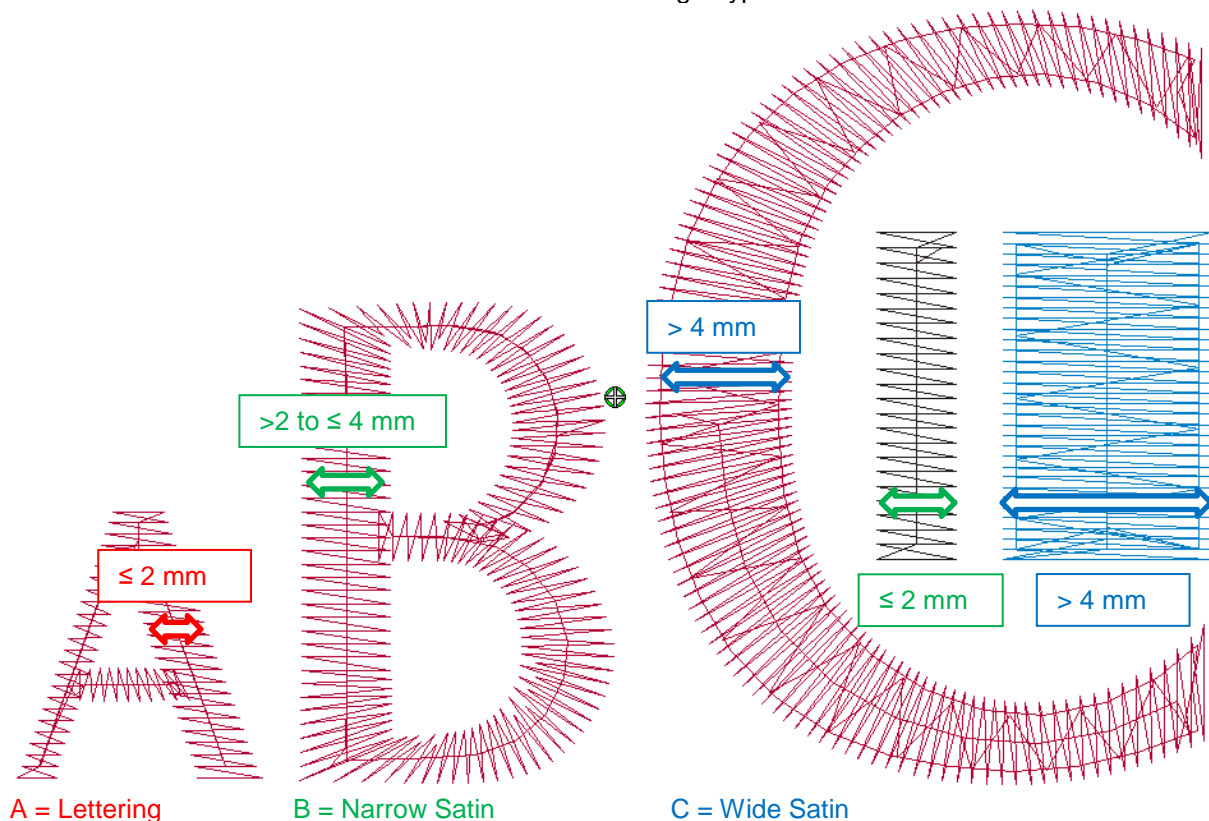 > 4 mm
>2 to ≤ 4 mm
≤ 2 mm
≤ 2 mm
> 4 mm
A = Lettering
B = Narrow Satin
C = Wide Satin